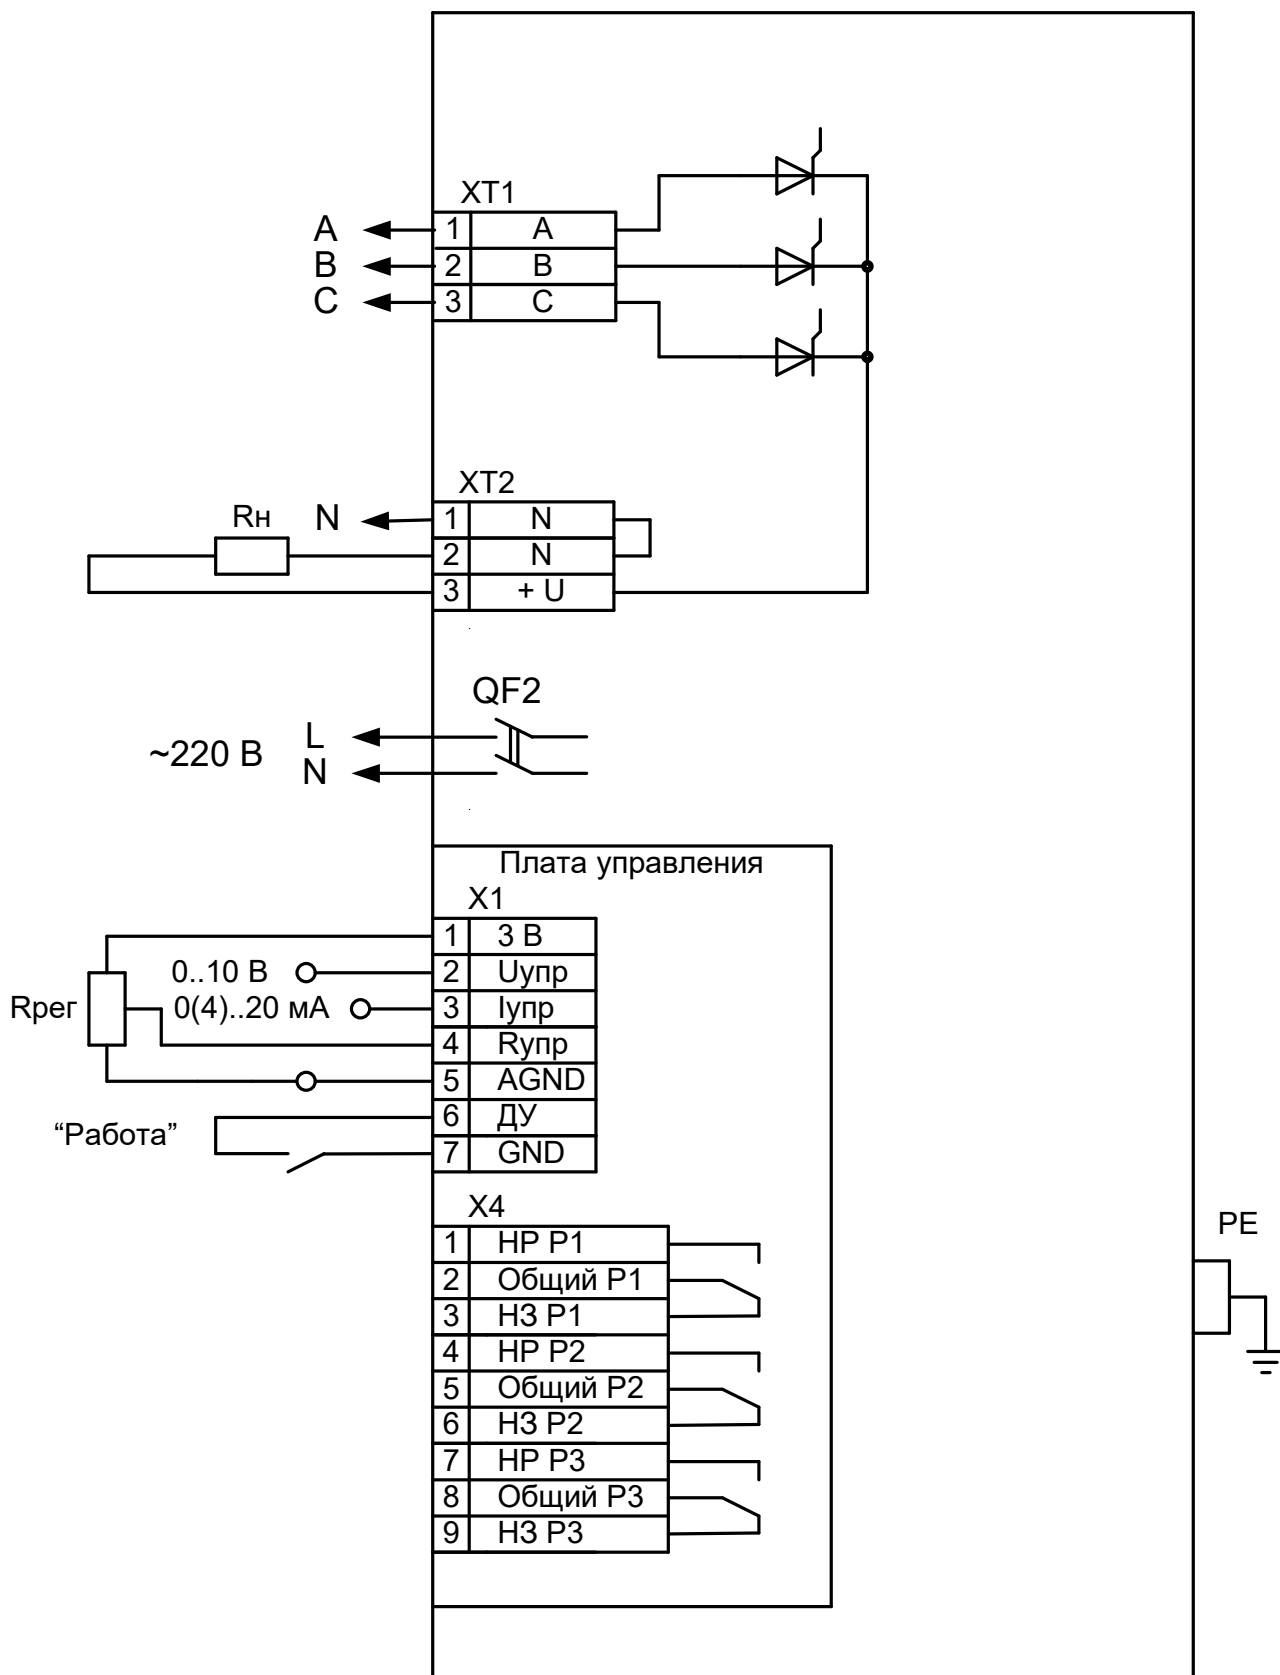 XT1
A 1 A
B 2 B
C 3 C
XT2
Rн N 1 N
2 N
3 + U
QF2
~220 В L
N
Плата управления
X1
1 3 В
0..10 В 2 Uупр
Rрег 0(4)..20 мА 3 Iупр
4 Rупр
5 AGND
“Работа” 6 ДУ
7 GND
X4
1 НР Р1
2 Общий Р1
3 НЗ Р1
4 НР Р2
5 Общий Р2
6 НЗ Р2
7 НР Р3
8 Общий Р3
9 НЗ Р3
PE